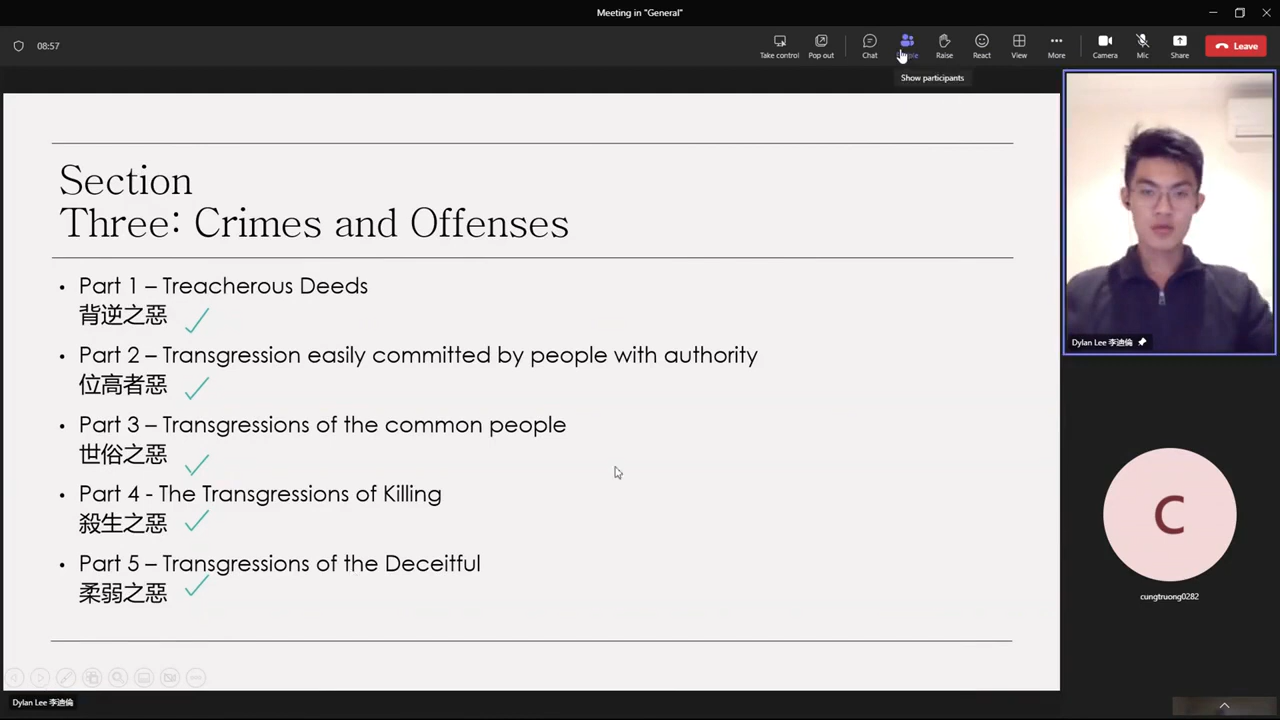 Meeting in "General"
08:57
Take control
Pop out
Chat
Raise
React
View
More
Camera
Mic
Share
Leave
Show participants
Section
Three: Crimes and Offenses
• Part 1 – Treacherous Deeds
背逆之惡
• Part 2 – Transgression easily committed by people with authority
位高者惡
• Part 3 – Transgressions of the common people
世俗之惡
• Part 4 - The Transgressions of Killing
殺生之惡
• Part 5 – Transgressions of the Deceitful
柔弱之惡
Dylan Lee 李迪倫
C
cungtruong0282
Dylan Lee 李迪倫